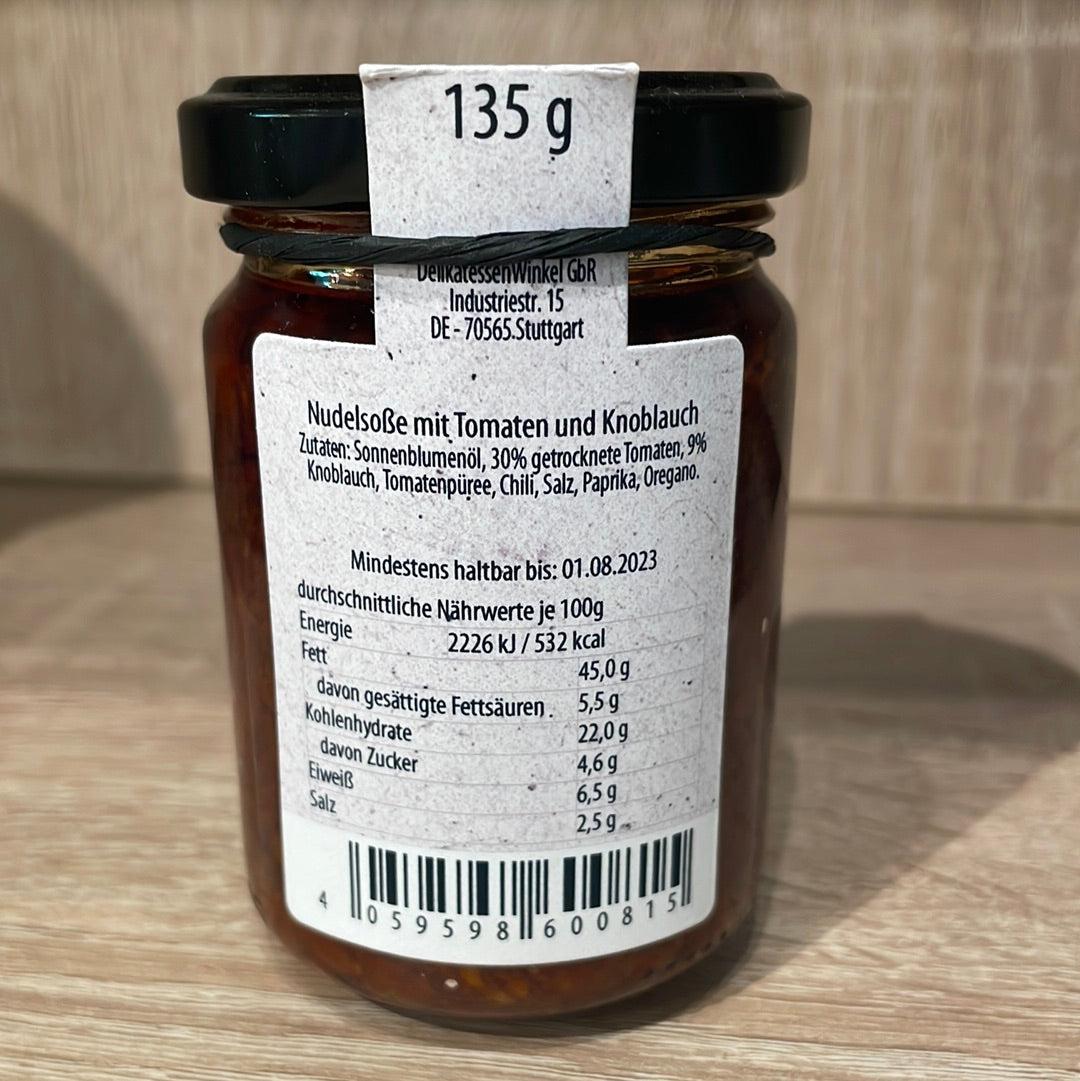 135 g
DelikatessenWinkel GbR
Industriestr. 15
DE - 70565.Stuttgart
Nudelsoße mit Tomaten und Knoblauch
Zutaten: Sonnenblumenöl, 30% getrocknete Tomaten, 9%
Knoblauch, Tomatenpüree, Chili, Salz, Paprika, Oregano.
Mindestens haltbar bis: 01.08.2023
durchschnittliche Nährwerte je 100g
Energie 2226 kJ / 532 kcal
Fett 45,0 g
davon gesättigte Fettsäuren 5,5 g
Kohlenhydrate 22,0 g
davon Zucker 4,6 g
Eiweiß 6,5 g
Salz 2,5 g
4 059598 600815